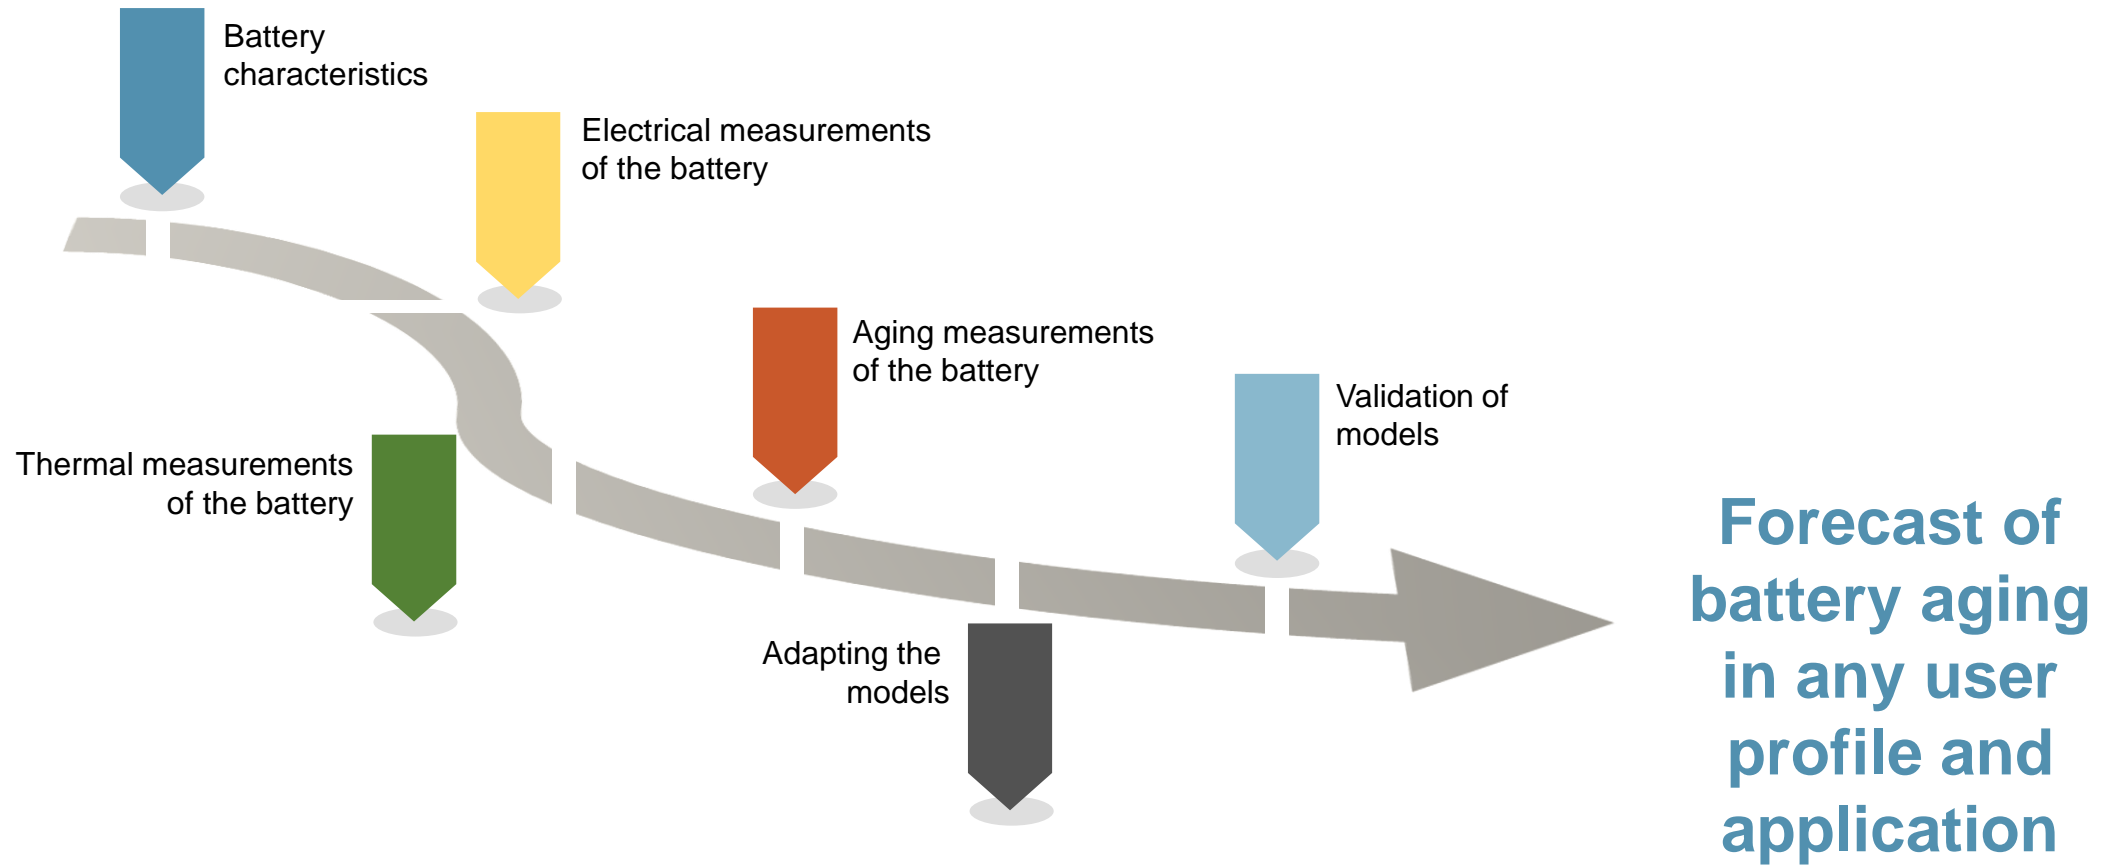 Battery
characteristics
Electrical measurements
of the battery
Thermal measurements
of the battery
Aging measurements
of the battery
Adapting the
models
Validation of
models
Forecast of
battery aging
in any user
profile and
application